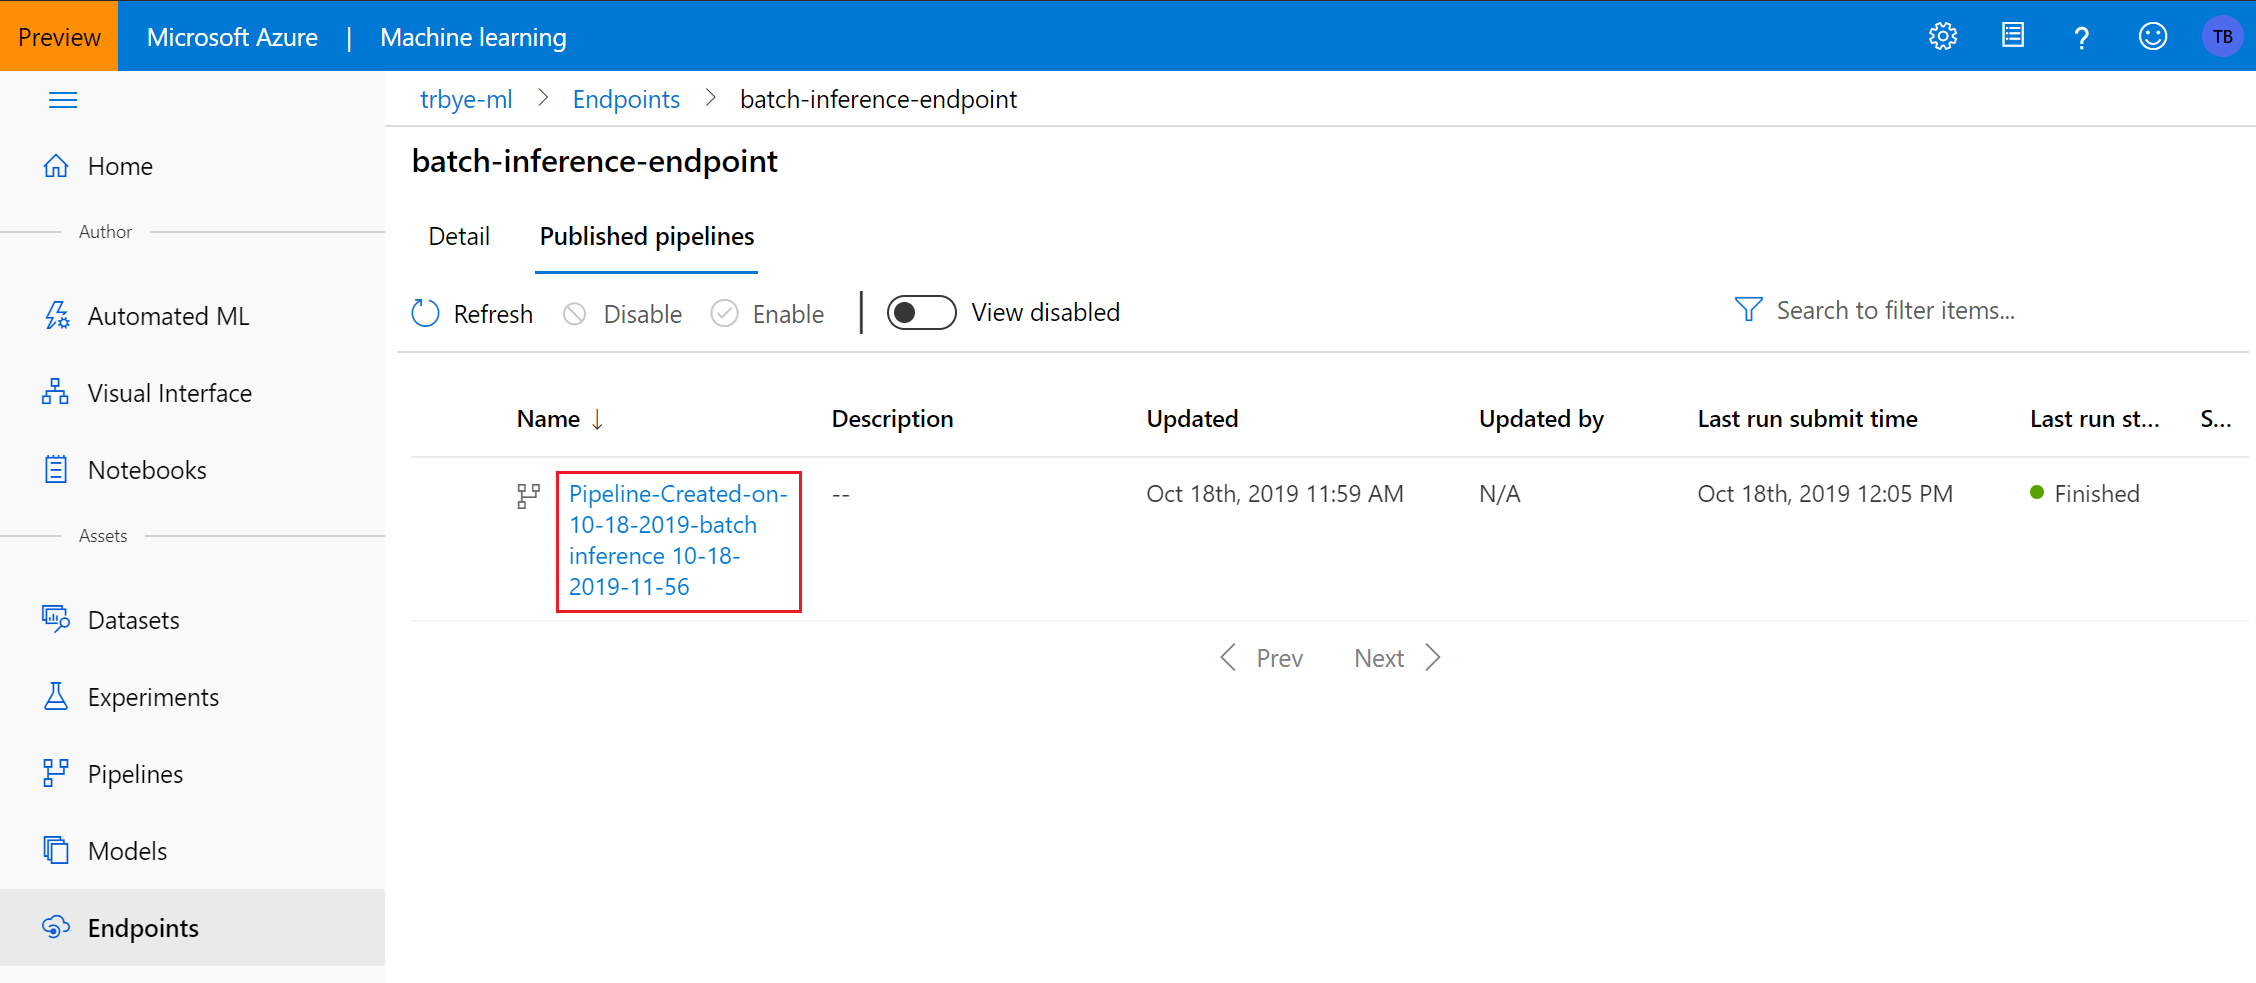 Preview
Microsoft Azure | Machine learning
TB
trbye-ml > Endpoints > batch-inference-endpoint
batch-inference-endpoint
Home
Author
Automated ML
Visual Interface
Notebooks
Assets
Datasets
Experiments
Pipelines
Models
Endpoints
Detail Published pipelines
Refresh Disable Enable | View disabled Search to filter items...
Name ↓ Description Updated Updated by Last run submit time Last run st... S...
Pipeline-Created-on- -- Oct 18th, 2019 11:59 AM N/A Oct 18th, 2019 12:05 PM Finished
10-18-2019-batch
inference 10-18-
2019-11-56
Prev Next